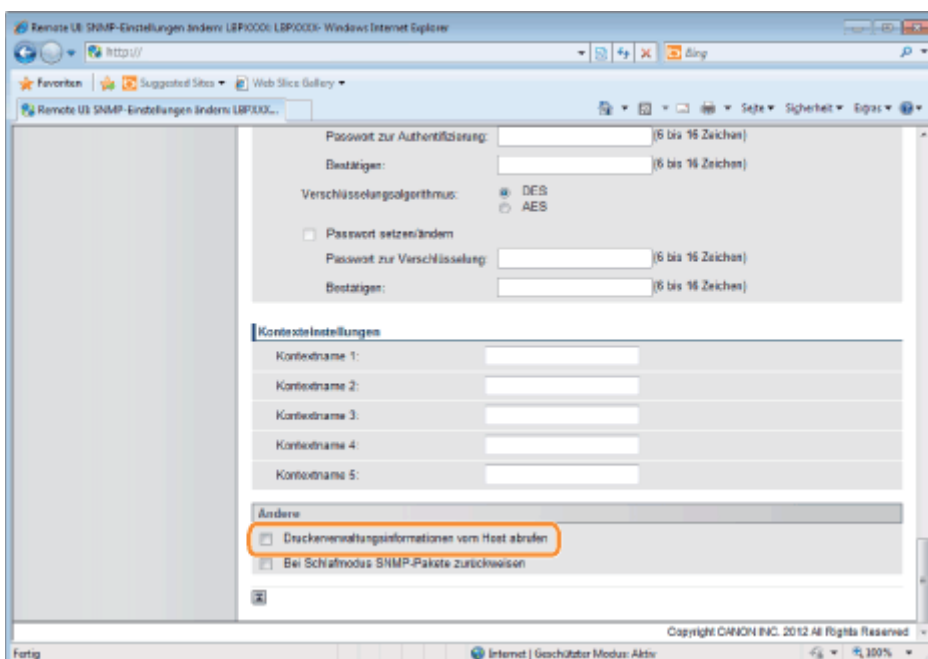 Remote UI: SNMP-Einstellungen ändern: LBPXXXX: LBPXXXX- Windows Internet Explorer
http://
Bing
Favoriten
Suggested Sites
Web Slice Gallery
Remote UI: SNMP-Einstellungen ändern: LBPXXX...
Seite
Sicherheit
Extras
Passwort zur Authentifizierung:
(6 bis 16 Zeichen)
Bestätigen:
(6 bis 16 Zeichen)
Verschlüsselungsalgorithmus:
DES
AES
Passwort setzen/ändern
Passwort zur Verschlüsselung:
(6 bis 16 Zeichen)
Bestätigen:
(6 bis 16 Zeichen)
Kontexteinstellungen
Kontextname 1:
Kontextname 2:
Kontextname 3:
Kontextname 4:
Kontextname 5:
Andere
Druckerverwaltungsinformationen vom Host abrufen
Bei Schlafmodus SNMP-Pakete zurückweisen
Copyright CANON INC. 2012 All Rights Reserved
Fertig
Internet | Geschützter Modus: Aktiv
100%